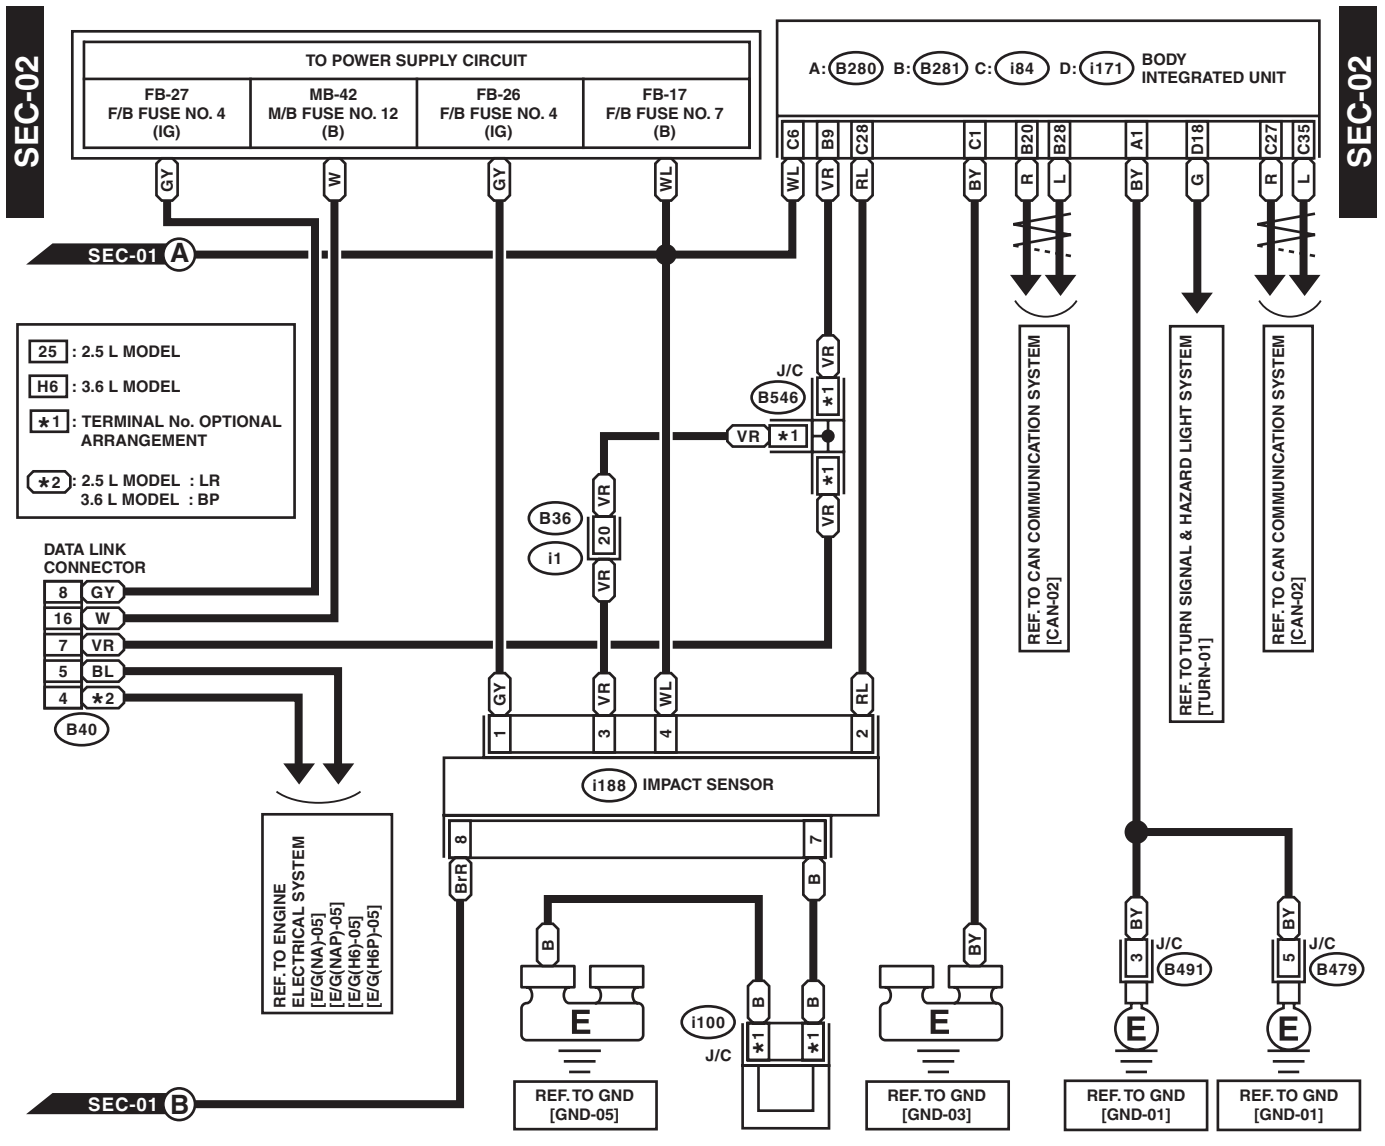 SEC-02
SEC-02
TO POWER SUPPLY CIRCUIT
FB-27
F/B FUSE NO. 4
(IG)
MB-42
M/B FUSE NO. 12
(B)
FB-26
F/B FUSE NO. 4
(IG)
FB-17
F/B FUSE NO. 7
(B)
A: B280 B: B281 C: i84 D: i171
BODY
INTEGRATED UNIT
C6 B9 C28 C1 B20 B28 A1 D18 C27 C35
GY W GY WL WL VR RL BY R L BY G R L
SEC-01 A
25 : 2.5 L MODEL
H6 : 3.6 L MODEL
*1 : TERMINAL No. OPTIONAL
ARRANGEMENT
*2 : 2.5 L MODEL : LR
3.6 L MODEL : BP
VR
J/C
B546
*1
VR *1
*1
VR
VR
B36
20
i1
VR
REF. TO CAN COMMUNICATION SYSTEM
[CAN-02]
REF. TO TURN SIGNAL & HAZARD LIGHT SYSTEM
[TURN-01]
REF. TO CAN COMMUNICATION SYSTEM
[CAN-02]
DATA LINK
CONNECTOR
8 GY
16 W
7 VR
5 BL
4 *2
B40
GY VR WL RL
1 3 4 2
i188 IMPACT SENSOR
8 7
BrR B
REF. TO ENGINE
ELECTRICAL SYSTEM
[E/G(NA)-05]
[E/G(NAP)-05]
[E/G(H6)-05]
[E/G(H6P)-05]
B
E
REF. TO GND
[GND-05]
B B
i100
J/C
*1 *1
BY
E
REF. TO GND
[GND-03]
BY
3
J/C
B491
E
REF. TO GND
[GND-01]
BY
5
J/C
B479
E
REF. TO GND
[GND-01]
SEC-01 B